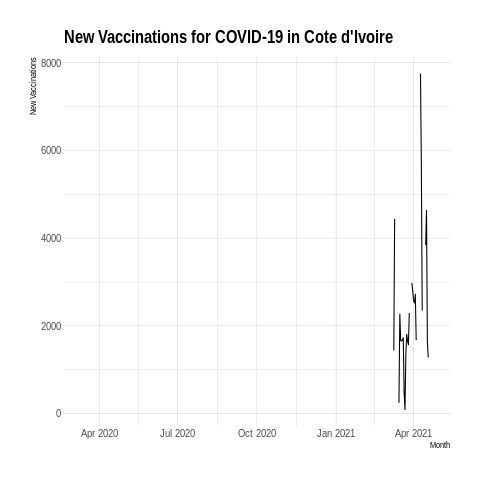 New Vaccinations for COVID-19 in Cote d'Ivoire
New Vaccinations
8000
6000
4000
2000
0
Apr 2020 Jul 2020 Oct 2020 Jan 2021 Apr 2021
Month